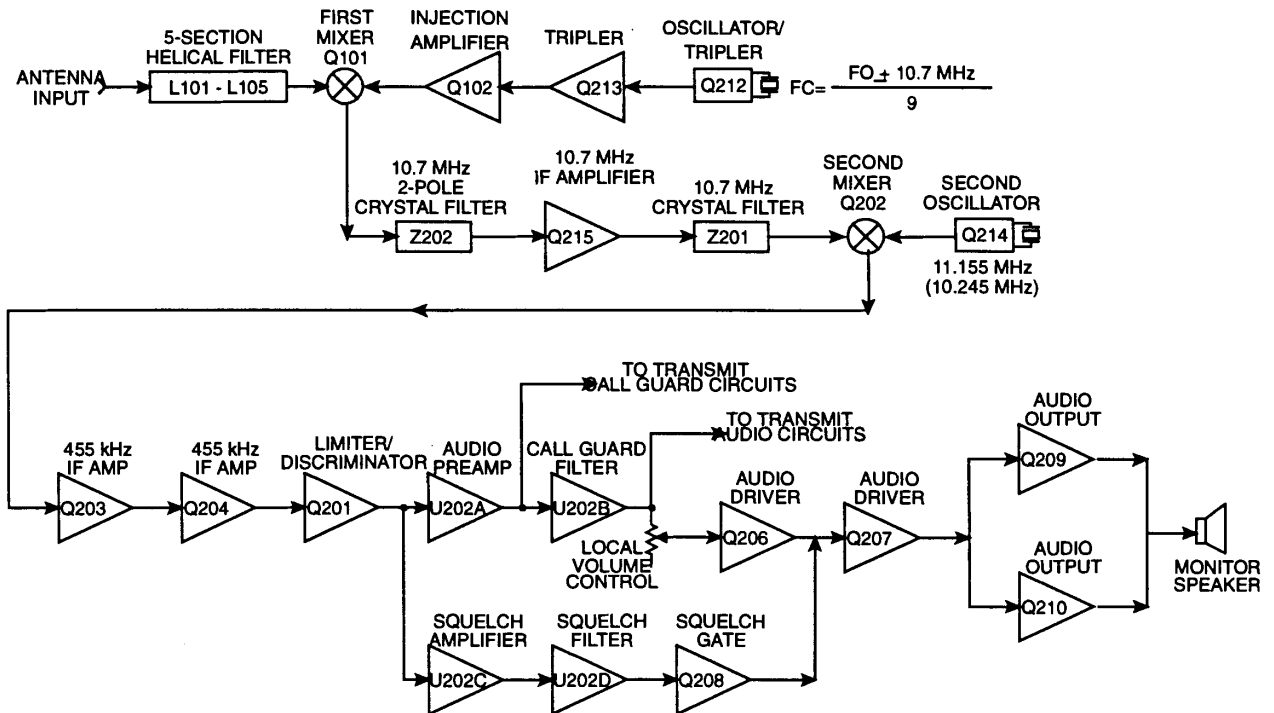 5-SECTION
HELICAL FILTER
ANTENNA
INPUT
L101 - L105
FIRST
MIXER
Q101
INJECTION
AMPLIFIER
Q102
TRIPLER
Q213
OSCILLATOR/
TRIPLER
Q212
FC=
FO ± 10.7 MHz
9
10.7 MHz
2-POLE
CRYSTAL FILTER
Z202
10.7 MHz
IF AMPLIFIER
Q215
10.7 MHz
CRYSTAL FILTER
Z201
SECOND
MIXER
Q202
SECOND
OSCILLATOR
Q214
11.155 MHz
(10.245 MHz)
TO TRANSMIT
CALL GUARD CIRCUITS
TO TRANSMIT
AUDIO CIRCUITS
455 kHz
IF AMP
Q203
455 kHz
IF AMP
Q204
LIMITER/
DISCRIMINATOR
Q201
AUDIO
PREAMP
U202A
CALL GUARD
FILTER
U202B
LOCAL
VOLUME
CONTROL
AUDIO
DRIVER
Q206
AUDIO
DRIVER
Q207
AUDIO
OUTPUT
Q209
AUDIO
OUTPUT
Q210
MONITOR
SPEAKER
SQUELCH
AMPLIFIER
U202C
SQUELCH
FILTER
U202D
SQUELCH
GATE
Q208